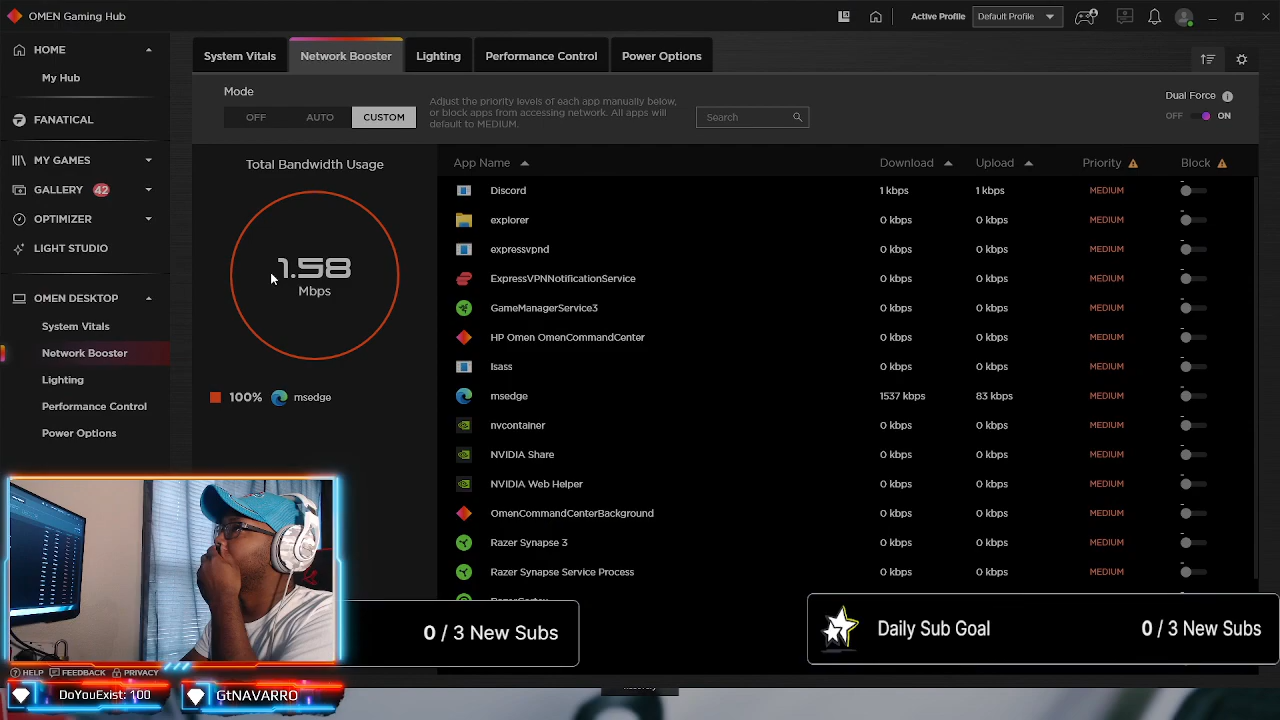 OMEN Gaming Hub
Active Profile
Default Profile
HOME
My Hub
FANATICAL
MY GAMES
GALLERY 42
OPTIMIZER
LIGHT STUDIO
OMEN DESKTOP
System Vitals
Network Booster
Lighting
Performance Control
Power Options
System Vitals Network Booster Lighting Performance Control Power Options
Mode
OFF AUTO CUSTOM
Adjust the priority levels of each app manually below,
or block apps from accessing network. All apps will
default to MEDIUM.
Search
Dual Force
OFF ON
Total Bandwidth Usage
1.58
Mbps
100% msedge
App Name Download Upload Priority Block
Discord 1 kbps 1 kbps MEDIUM
explorer 0 kbps 0 kbps MEDIUM
expressvpnd 0 kbps 0 kbps MEDIUM
ExpressVPNNotificationService 0 kbps 0 kbps MEDIUM
GameManagerService3 0 kbps 0 kbps MEDIUM
HP Omen OmenCommandCenter 0 kbps 0 kbps MEDIUM
lsass 0 kbps 0 kbps MEDIUM
msedge 1537 kbps 83 kbps MEDIUM
nvcontainer 0 kbps 0 kbps MEDIUM
NVIDIA Share 0 kbps 0 kbps MEDIUM
NVIDIA Web Helper 0 kbps 0 kbps MEDIUM
OmenCommandCenterBackground 0 kbps 0 kbps MEDIUM
Razer Synapse 3 0 kbps 0 kbps MEDIUM
Razer Synapse Service Process 0 kbps 0 kbps MEDIUM
0 / 3 New Subs
Daily Sub Goal 0 / 3 New Subs
HELP FEEDBACK PRIVACY
DoYouExist: 100
GtNAVARRO